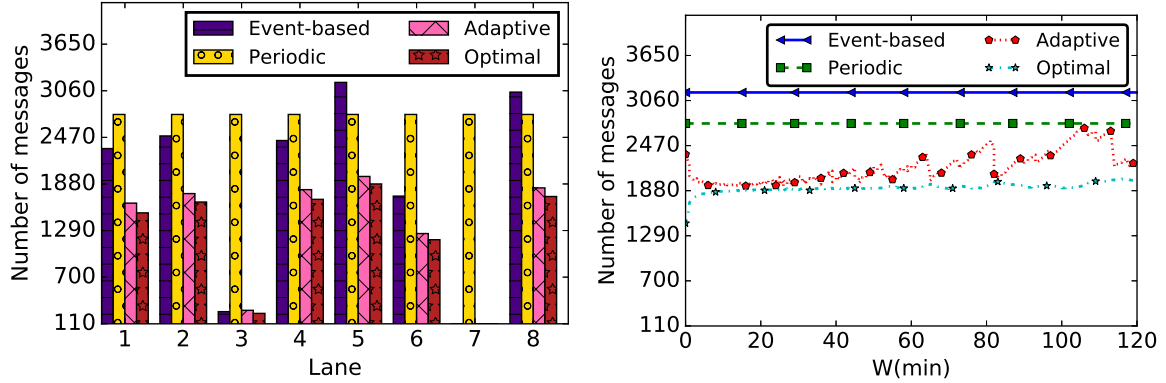 Event-based
Periodic
Adaptive
Optimal
Number of messages
3650
3060
2470
1880
1290
700
110
1 2 3 4 5 6 7 8
Lane
Event-based
Periodic
Adaptive
Optimal
Number of messages
3650
3060
2470
1880
1290
700
110
0 20 40 60 80 100 120
W(min)